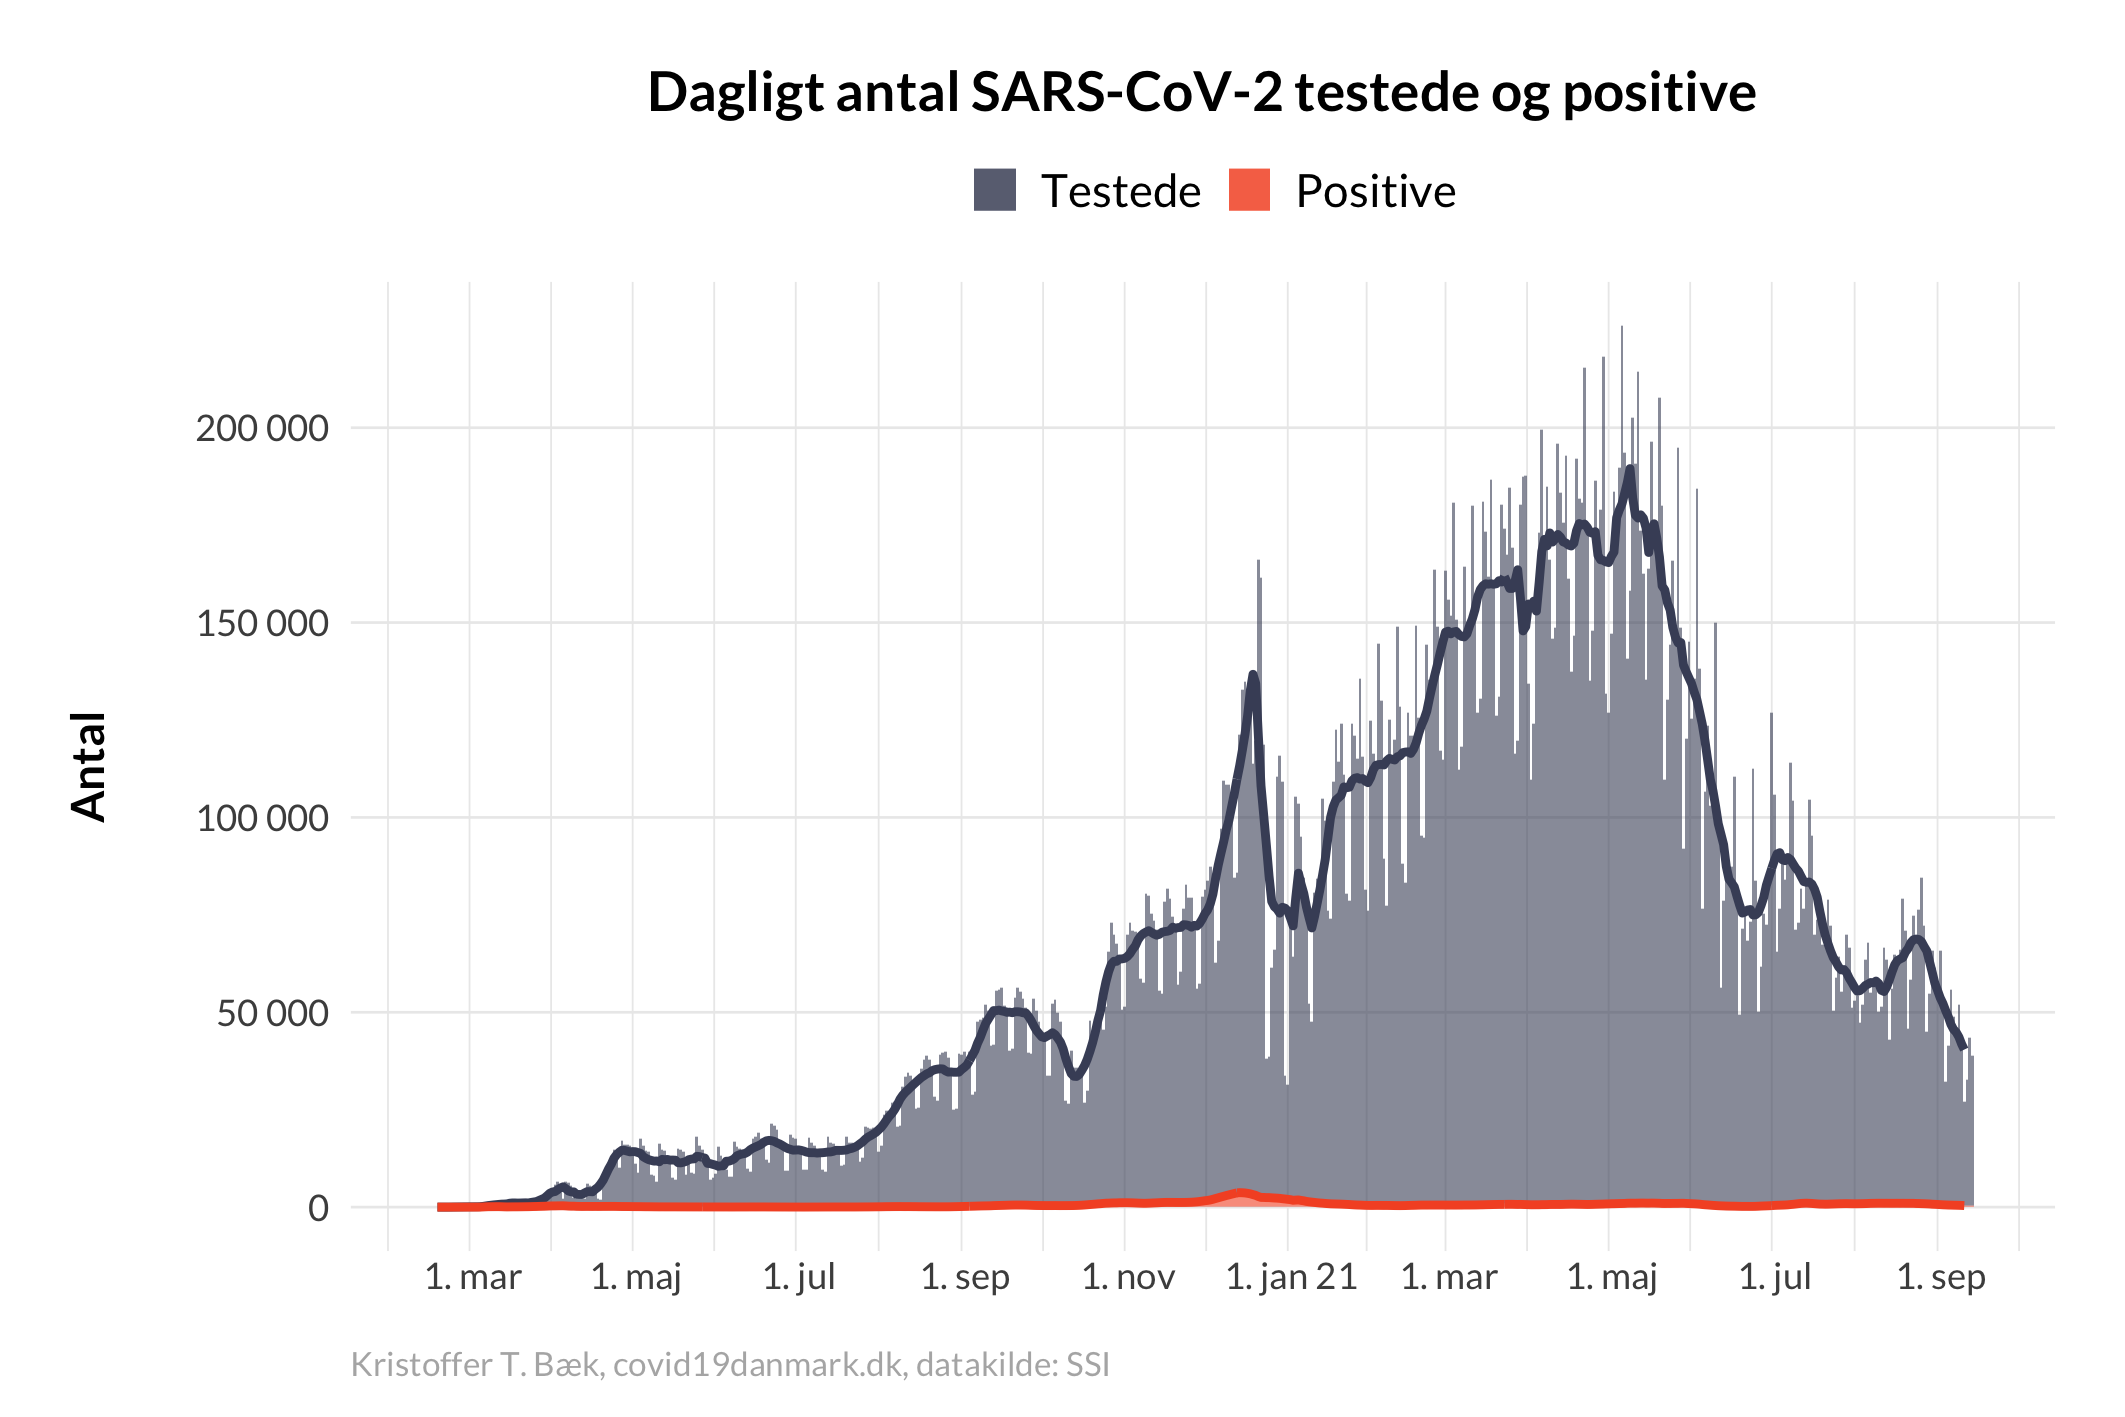 Dagligt antal SARS-CoV-2 testede og positive
Testede Positive
Antal
200 000
150 000
100 000
50 000
0
1. mar 1. maj 1. jul 1. sep 1. nov 1. jan 21 1. mar 1. maj 1. jul 1. sep
Kristoffer T. Bæk, covid19danmark.dk, datakilde: SSI